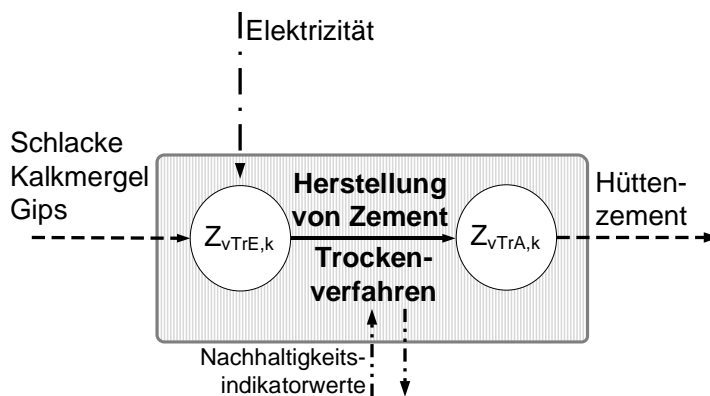 Elektrizität
Schlacke
Kalkmergel
Gips
Z_vTrE,k
Herstellung
von Zement
Trocken-
verfahren
Z_vTrA,k
Hütten-
zement
Nachhaltigkeits-
indikatorwerte